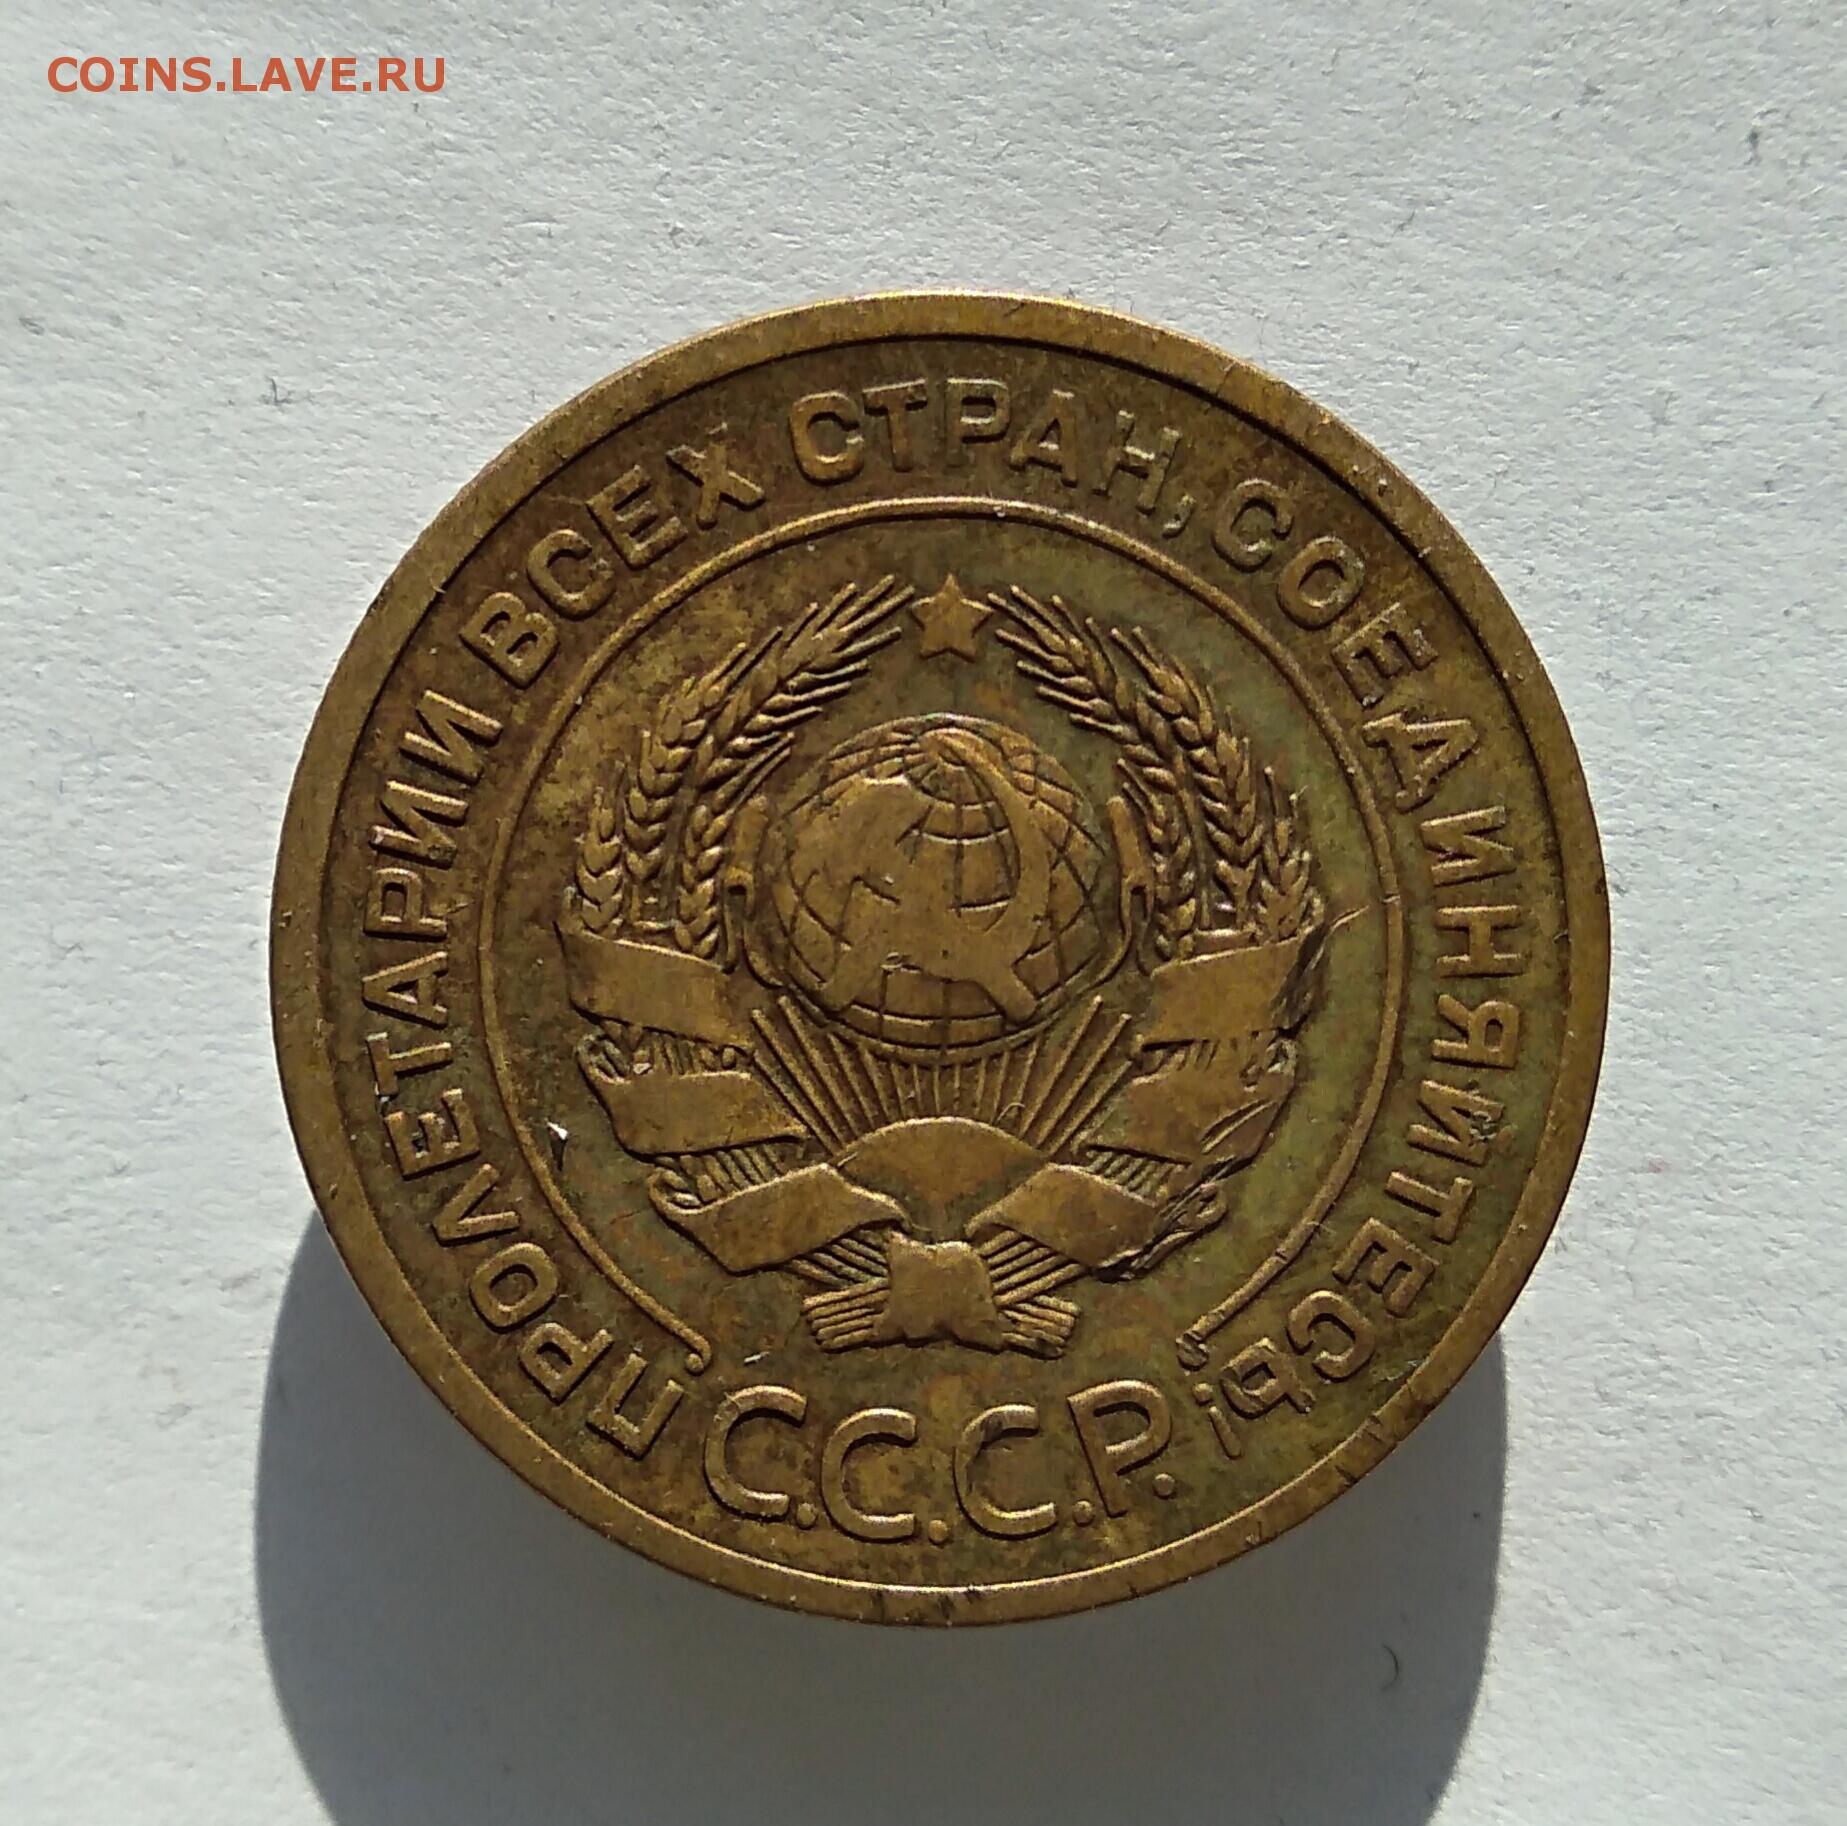 COINS.LAVE.RU
ПРОЛЕТАРИИ ВСЕХ СТРАН, СОЕДИНЯЙТЕСЬ!
С.С.С.Р.